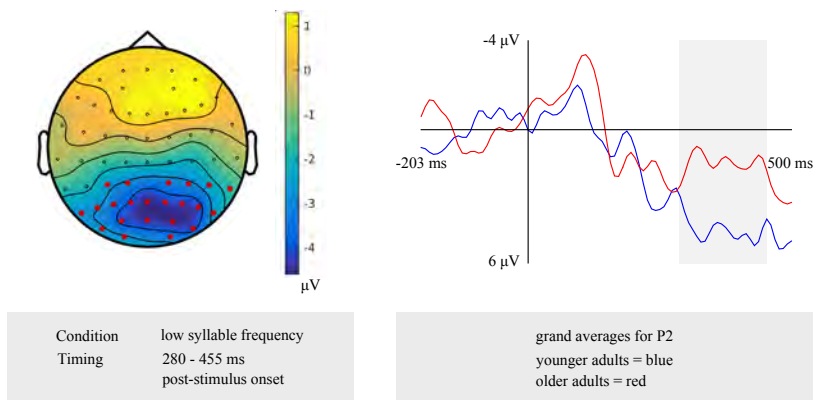 1
0
-1
-2
-3
-4
μV
-4 μV
-203 ms
500 ms
6 μV
Condition low syllable frequency
Timing 280 - 455 ms
post-stimulus onset
grand averages for P2
younger adults = blue
older adults = red